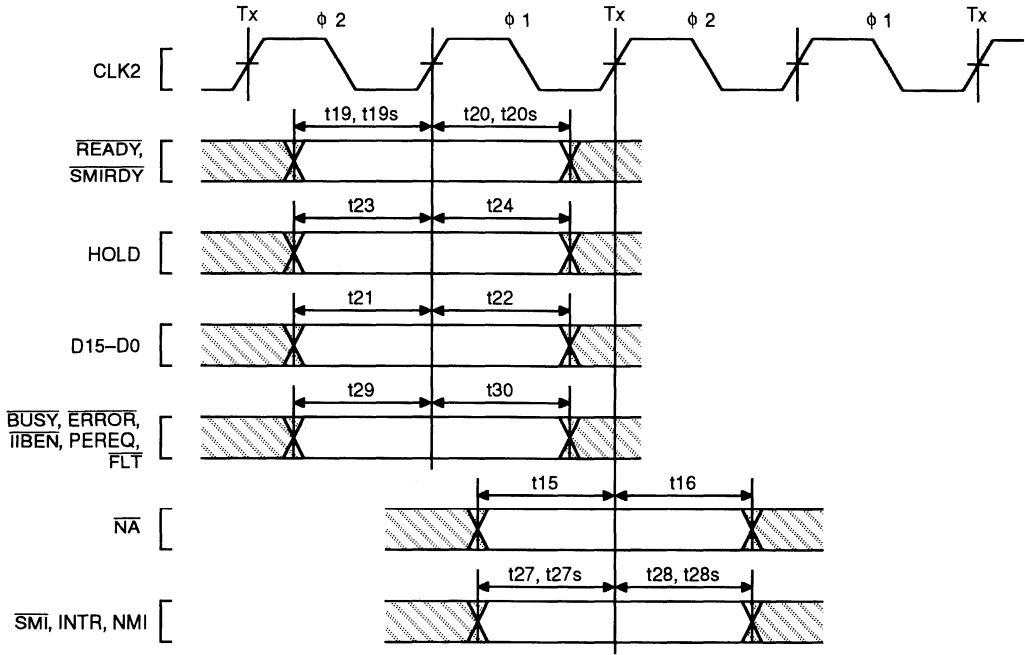 Tx ϕ 2 ϕ 1 Tx ϕ 2 ϕ 1 Tx
CLK2
t19, t19s t20, t20s
READY,
SMIRDY
t23 t24
HOLD
t21 t22
D15–D0
t29 t30
BUSY, ERROR,
IIBEN, PEREQ,
FLT
t15 t16
NA
t27, t27s t28, t28s
SMI, INTR, NMI